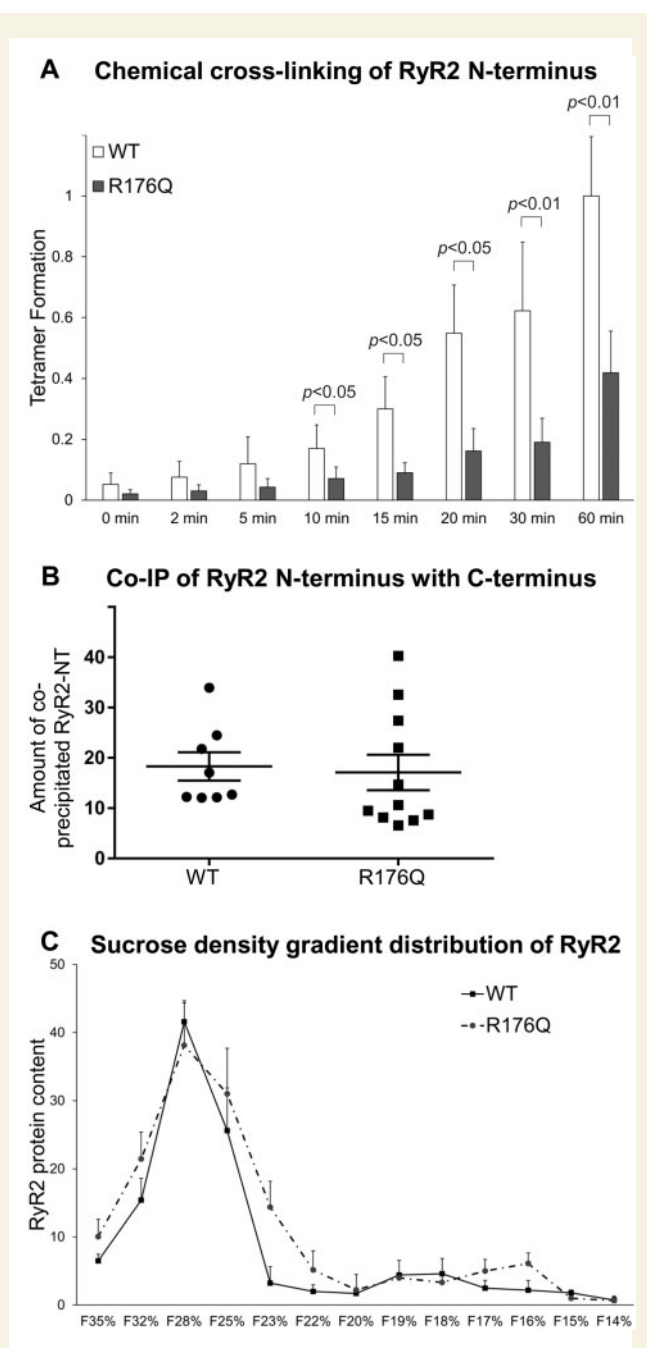 A Chemical cross-linking of RyR2 N-terminus
p<0.01
WT
R176Q
p<0.01
p<0.05
p<0.05
p<0.05
Tetramer Formation
1
0.8
0.6
0.4
0.2
0
0 min 2 min 5 min 10 min 15 min 20 min 30 min 60 min
B Co-IP of RyR2 N-terminus with C-terminus
Amount of co-
precipitated RyR2-NT
40
30
20
10
0
WT R176Q
C Sucrose density gradient distribution of RyR2
50
WT
R176Q
RyR2 protein content
40
30
20
10
0
F35% F32% F28% F25% F23% F22% F20% F19% F18% F17% F16% F15% F14%